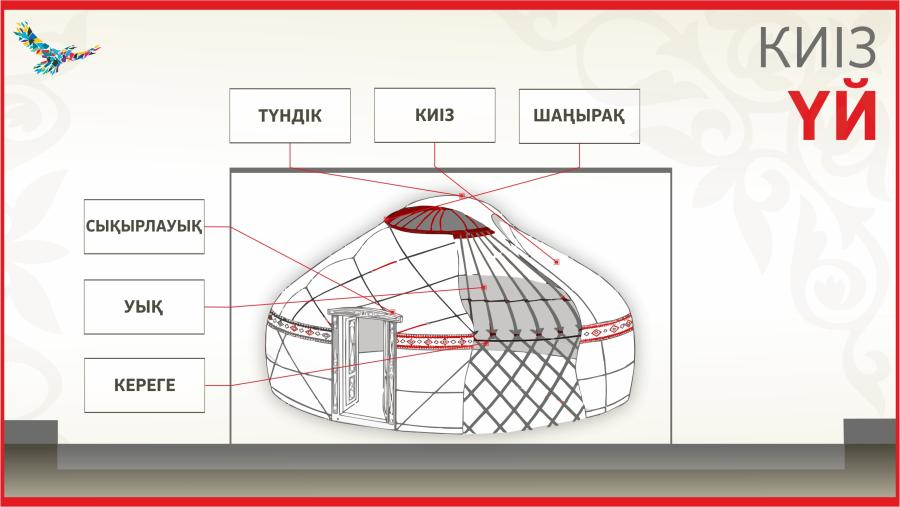 КИІЗ
ҮЙ
ТҮНДІК
КИІЗ
ШАҢЫРАҚ
СЫҚЫРЛАУЫҚ
УЫҚ
КЕРЕГЕ